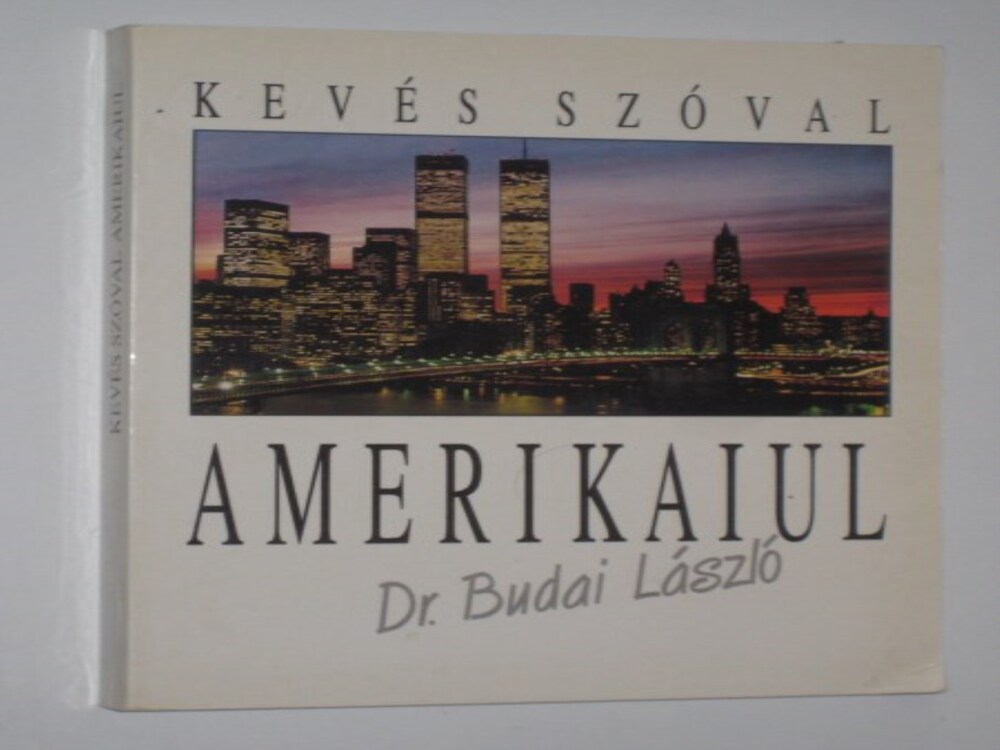 KEVÉS SZÓVAL
AMERIKAIUL
Dr. Budai László
KEVÉS SZÓVAL AMERIKAIUL